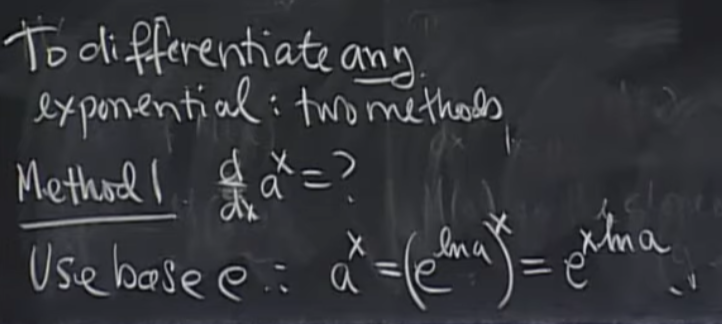 To differentiate any
exponential : two methods
Method 1. d/dx a^x = ?
Use base e : a^x = (e^{ln a})^x = e^{x ln a}